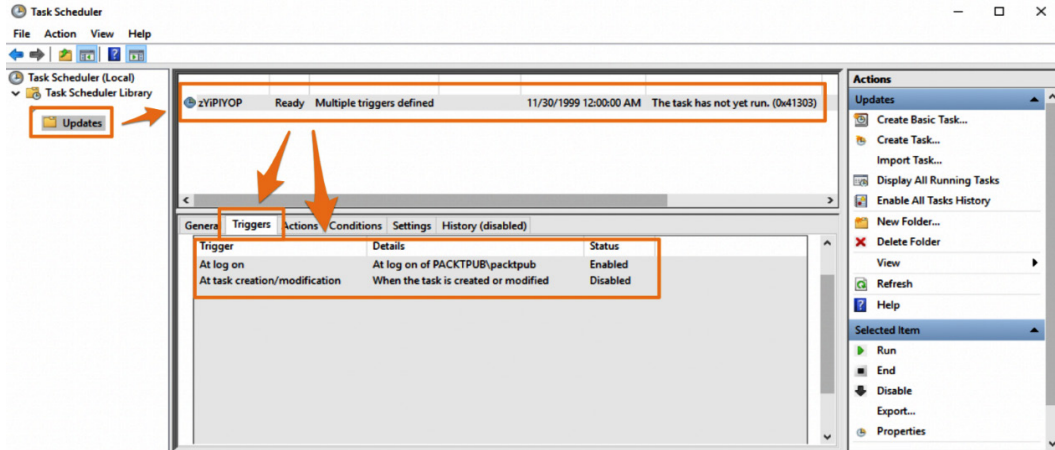 Task Scheduler
File Action View Help
Task Scheduler (Local)
Task Scheduler Library
Updates
zYiPIYOP Ready Multiple triggers defined 11/30/1999 12:00:00 AM The task has not yet run. (0x41303)
General Triggers Actions Conditions Settings History (disabled)
Trigger Details Status
At log on At log on of PACKTPUB\packtpub Enabled
At task creation/modification When the task is created or modified Disabled
Actions
Updates
Create Basic Task...
Create Task...
Import Task...
Display All Running Tasks
Enable All Tasks History
New Folder...
Delete Folder
View
Refresh
Help
Selected Item
Run
End
Disable
Export...
Properties